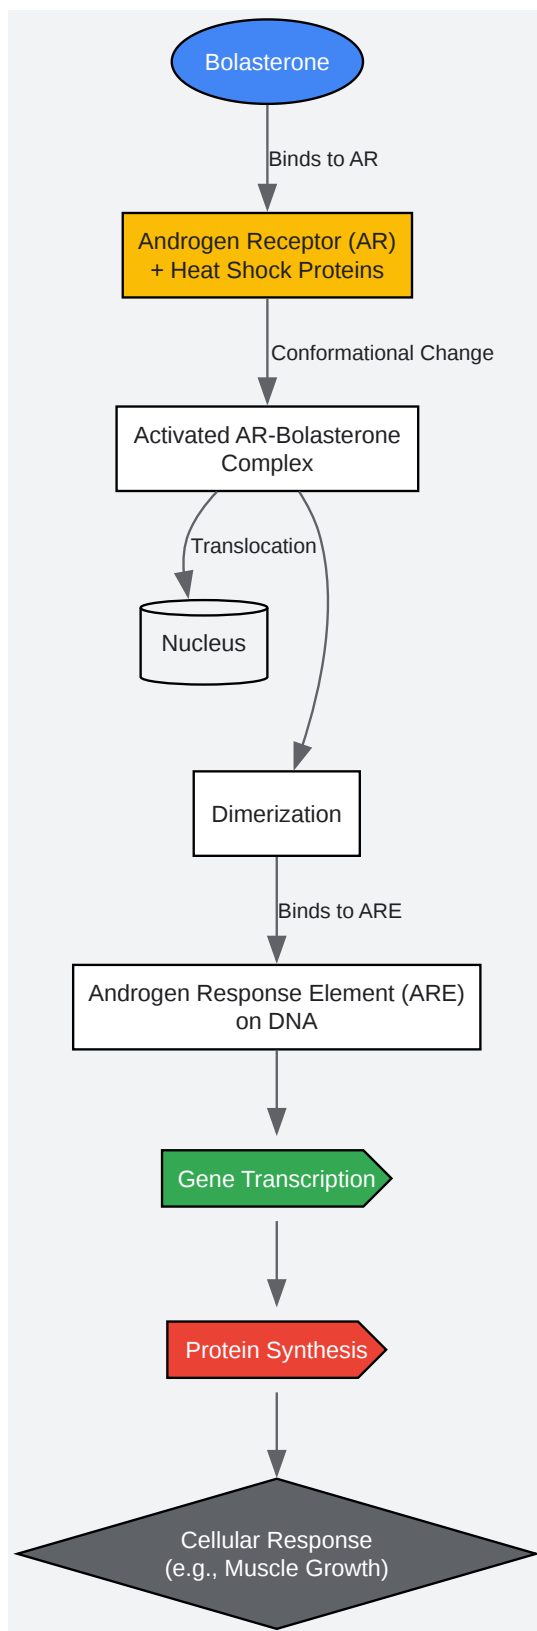 Bolasterone
Binds to AR
Androgen Receptor (AR)
+ Heat Shock Proteins
Conformational Change
Activated AR-Bolasterone
Complex
Translocation
Nucleus
Dimerization
Binds to ARE
Androgen Response Element (ARE)
on DNA
Gene Transcription
Protein Synthesis
Cellular Response
(e.g., Muscle Growth)